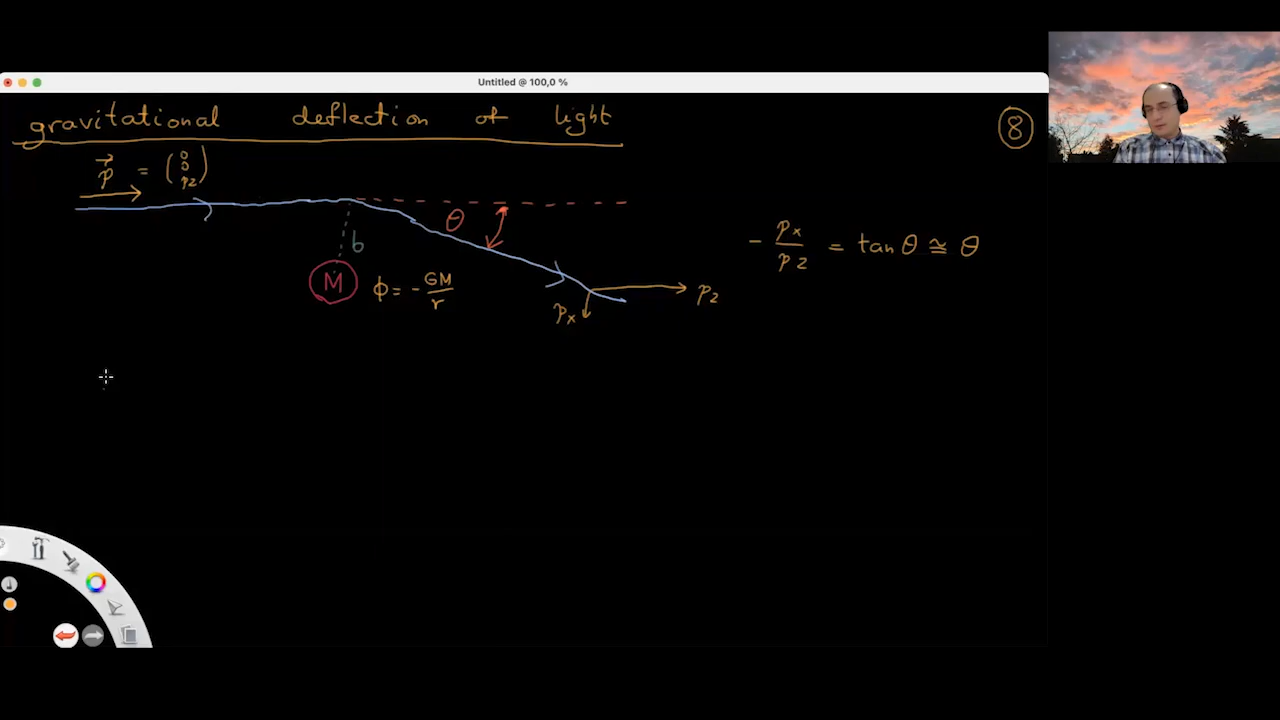 Untitled @ 100,0 %
gravitational deflection of light
⑧
p⃗ = (0 0 pz)
θ
b
M
Φ = - GM/r
- px/pz = tan θ ≅ θ
pz
px